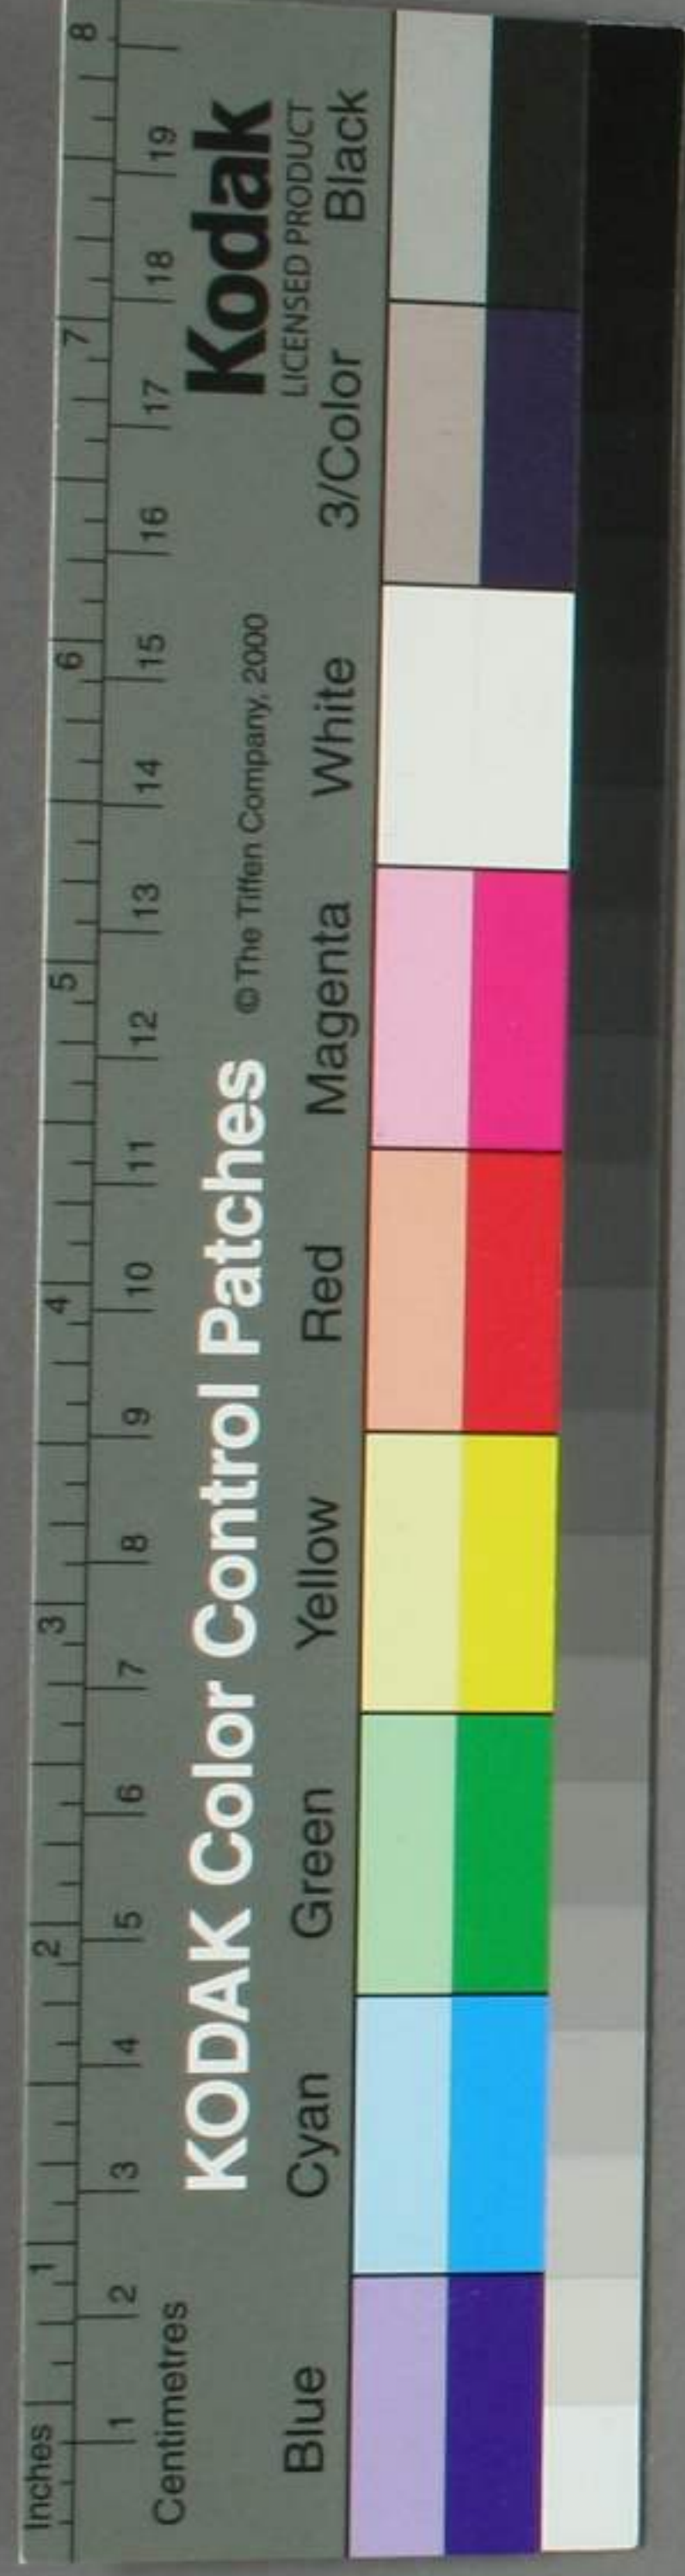 Inches 1 2 3 4 5 6 7 8
1 2 3 4 5 6 7 8 9 10 11 12 13 14 15 16 17 18 19
Centimetres
KODAK Color Control Patches © The Tiffen Company, 2000
Kodak
LICENSED PRODUCT
Blue Cyan Green Yellow Red Magenta White 3/Color Black